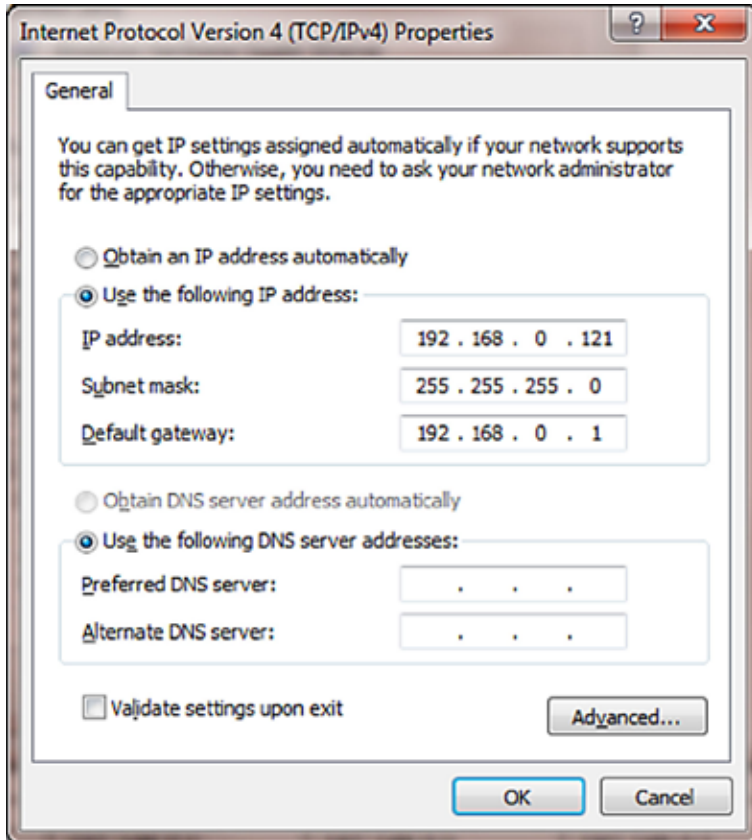 Internet Protocol Version 4 (TCP/IPv4) Properties
General
You can get IP settings assigned automatically if your network supports
this capability. Otherwise, you need to ask your network administrator
for the appropriate IP settings.
Obtain an IP address automatically
Use the following IP address:
IP address: 192 . 168 . 0 . 121
Subnet mask: 255 . 255 . 255 . 0
Default gateway: 192 . 168 . 0 . 1
Obtain DNS server address automatically
Use the following DNS server addresses:
Preferred DNS server: . . .
Alternate DNS server: . . .
Validate settings upon exit
Advanced...
OK Cancel